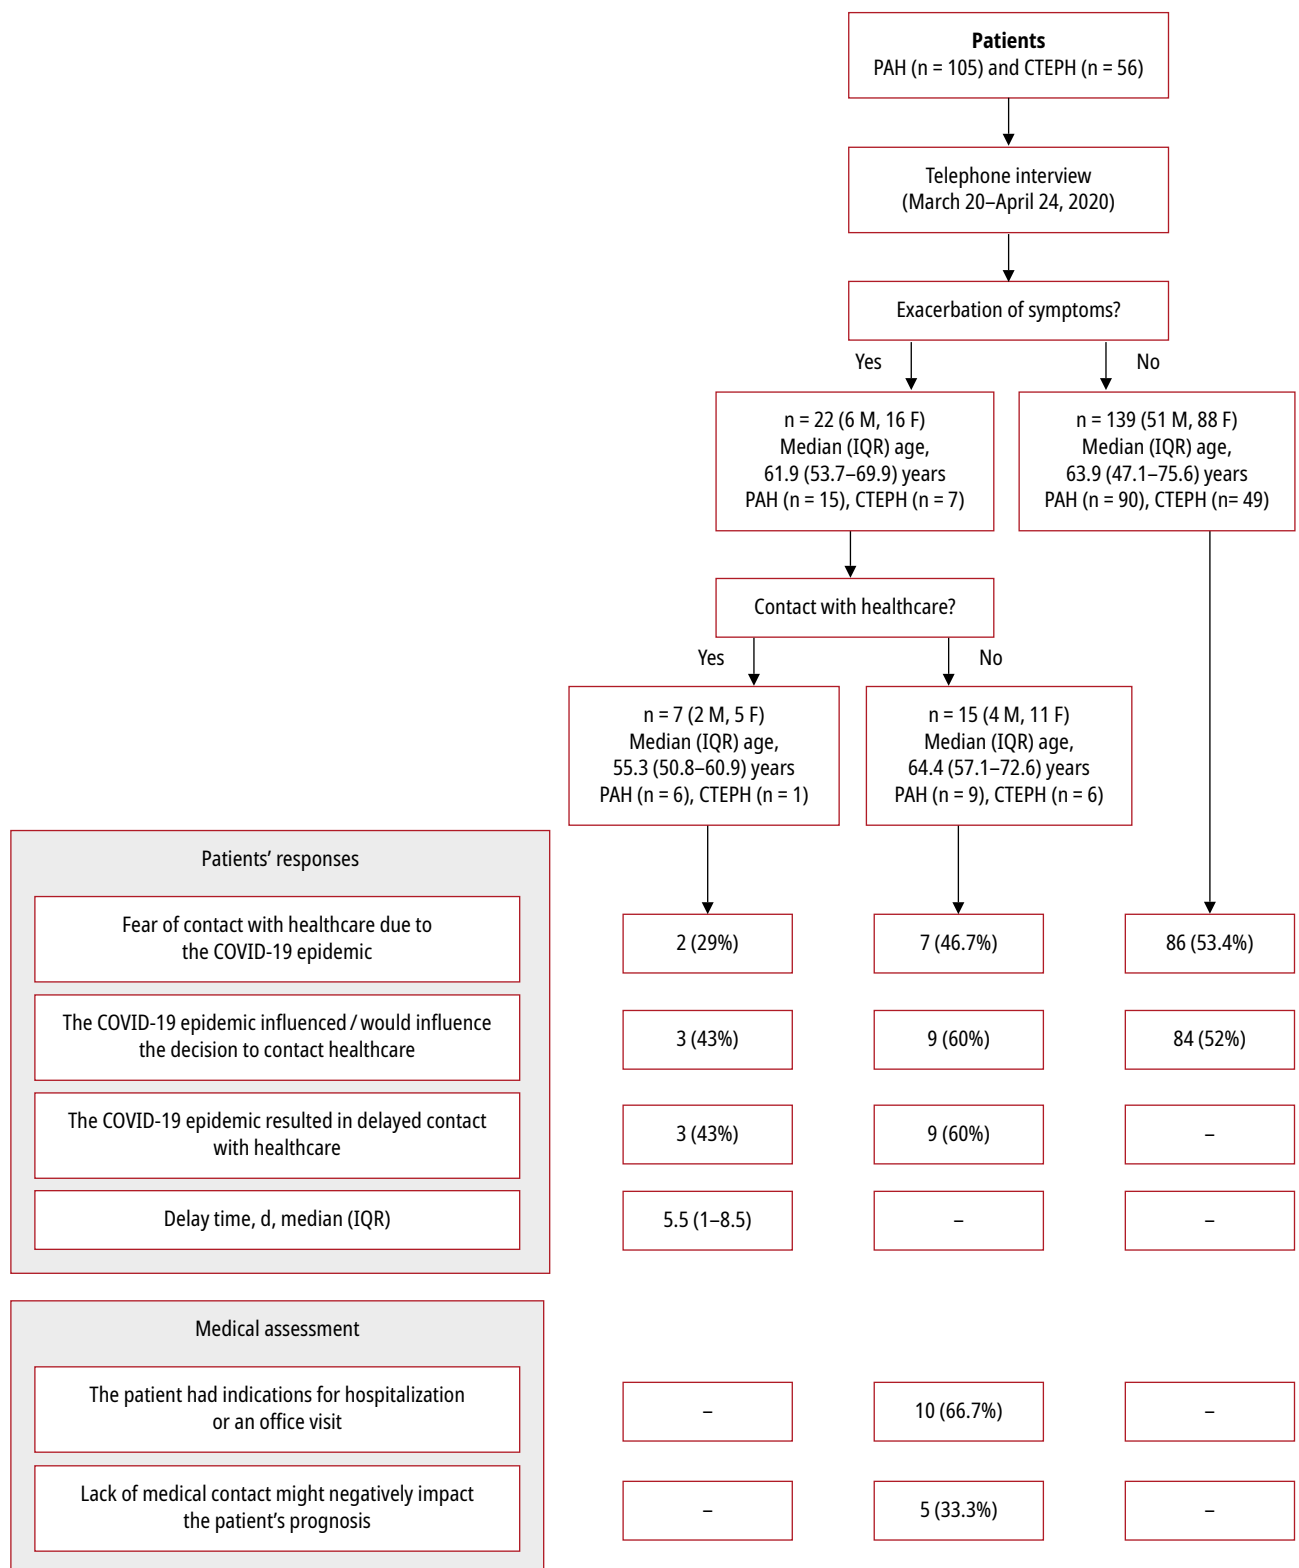 Patients
PAH (n = 105) and CTEPH (n = 56)
Telephone interview
(March 20–April 24, 2020)
Exacerbation of symptoms?
Yes
No
n = 22 (6 M, 16 F)
Median (IQR) age,
61.9 (53.7–69.9) years
PAH (n = 15), CTEPH (n = 7)
n = 139 (51 M, 88 F)
Median (IQR) age,
63.9 (47.1–75.6) years
PAH (n = 90), CTEPH (n= 49)
Contact with healthcare?
Yes
No
n = 7 (2 M, 5 F)
Median (IQR) age,
55.3 (50.8–60.9) years
PAH (n = 6), CTEPH (n = 1)
n = 15 (4 M, 11 F)
Median (IQR) age,
64.4 (57.1–72.6) years
PAH (n = 9), CTEPH (n = 6)
Patients’ responses
Fear of contact with healthcare due to
the COVID-19 epidemic
2 (29%)
7 (46.7%)
86 (53.4%)
The COVID-19 epidemic influenced / would influence
the decision to contact healthcare
3 (43%)
9 (60%)
84 (52%)
The COVID-19 epidemic resulted in delayed contact
with healthcare
3 (43%)
9 (60%)
–
Delay time, d, median (IQR)
5.5 (1–8.5)
–
–
Medical assessment
The patient had indications for hospitalization
or an office visit
–
10 (66.7%)
–
Lack of medical contact might negatively impact
the patient’s prognosis
–
5 (33.3%)
–